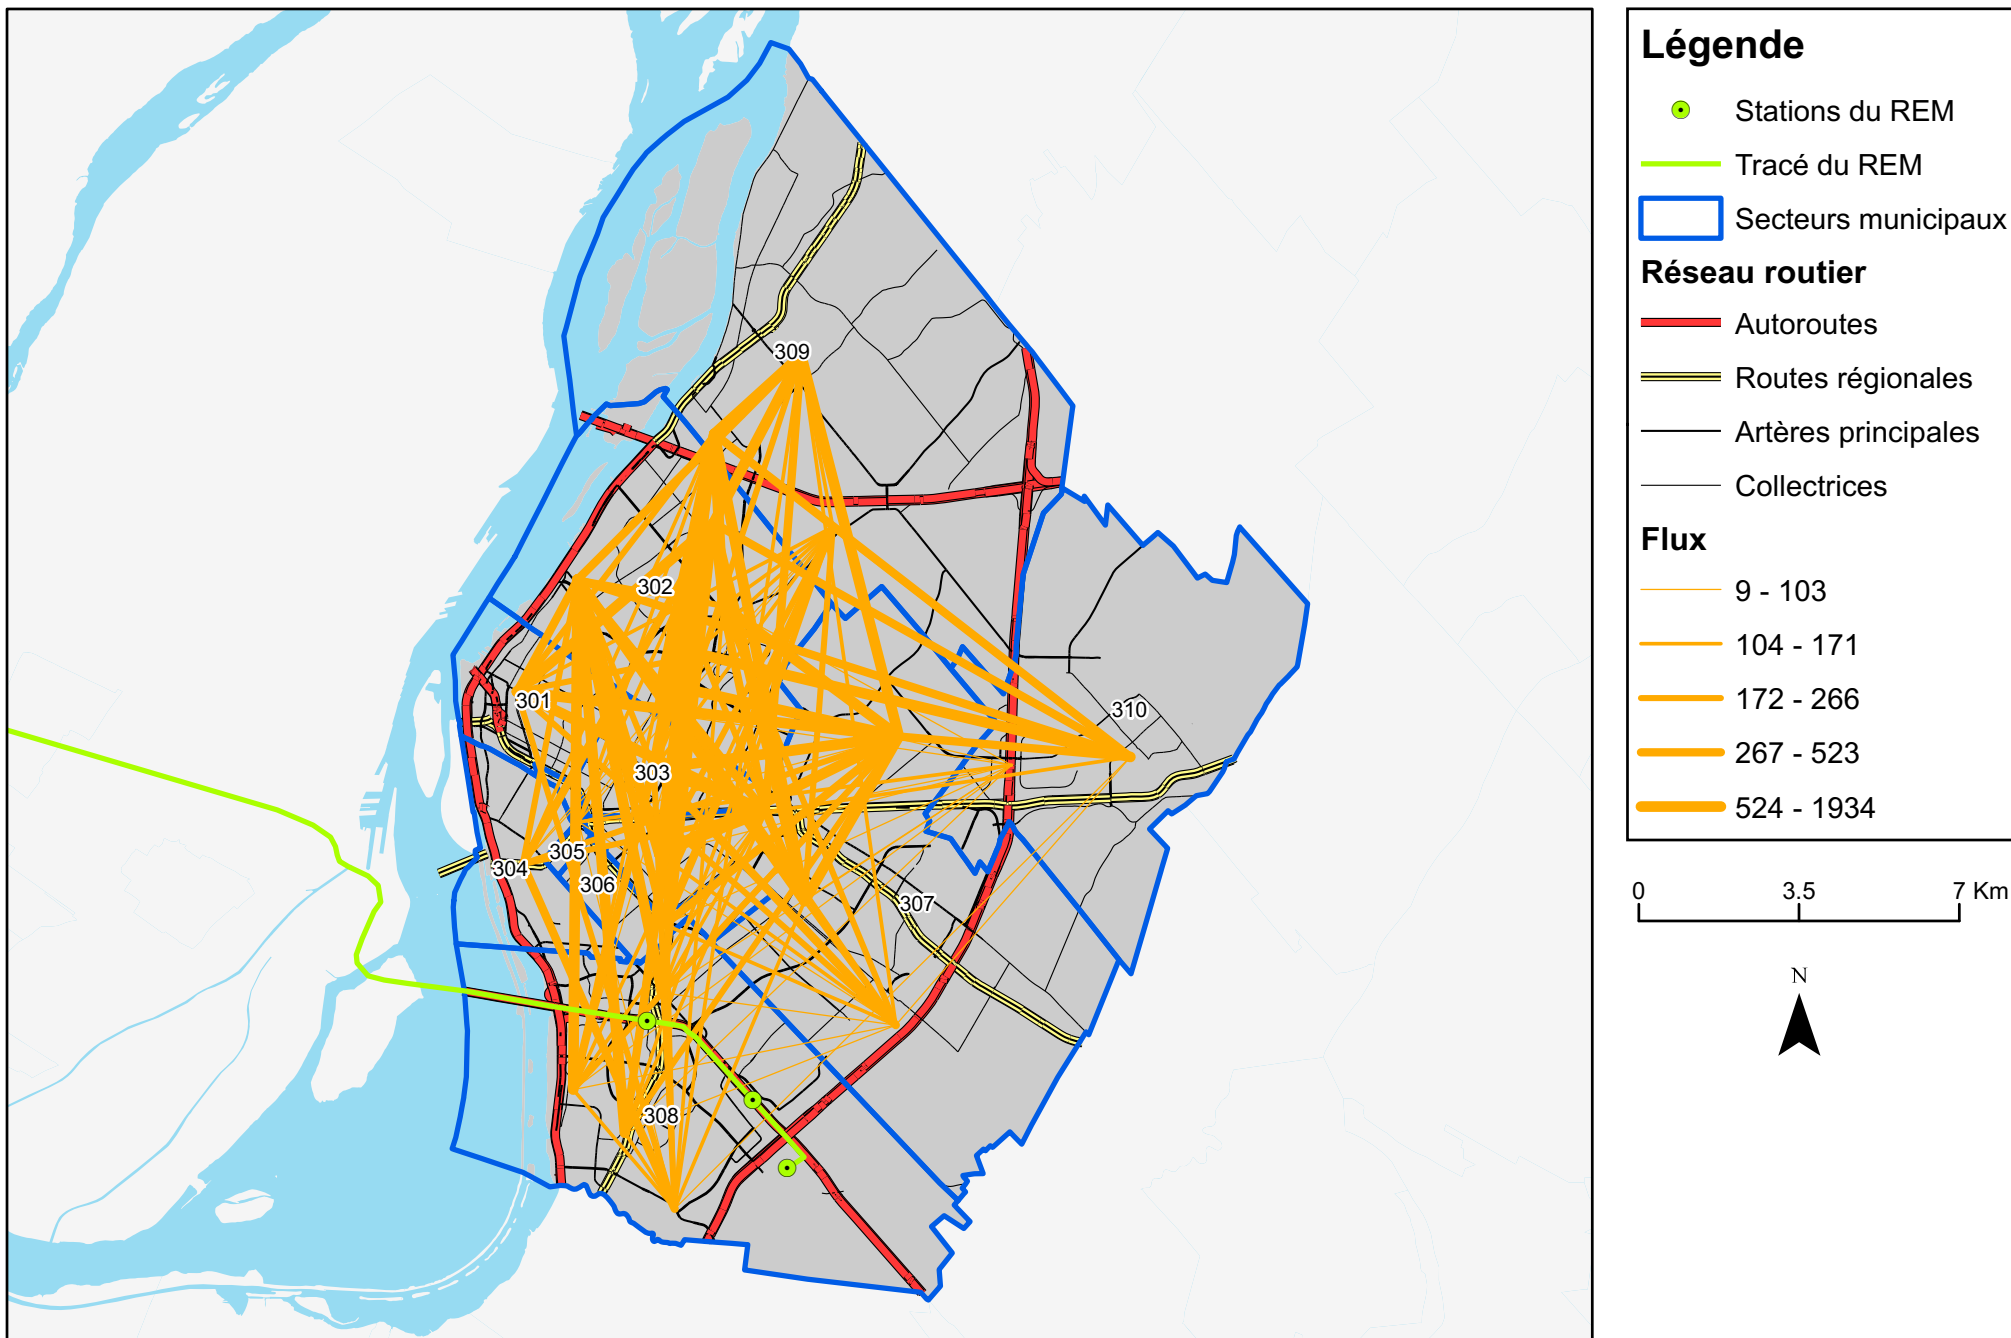 309
302
301
310
303
305
304
306
307
308
Légende
Stations du REM
Tracé du REM
Secteurs municipaux
Réseau routier
Autoroutes
Routes régionales
Artères principales
Collectrices
Flux
9 - 103
104 - 171
172 - 266
267 - 523
524 - 1934
0 3.5 7 Km
N